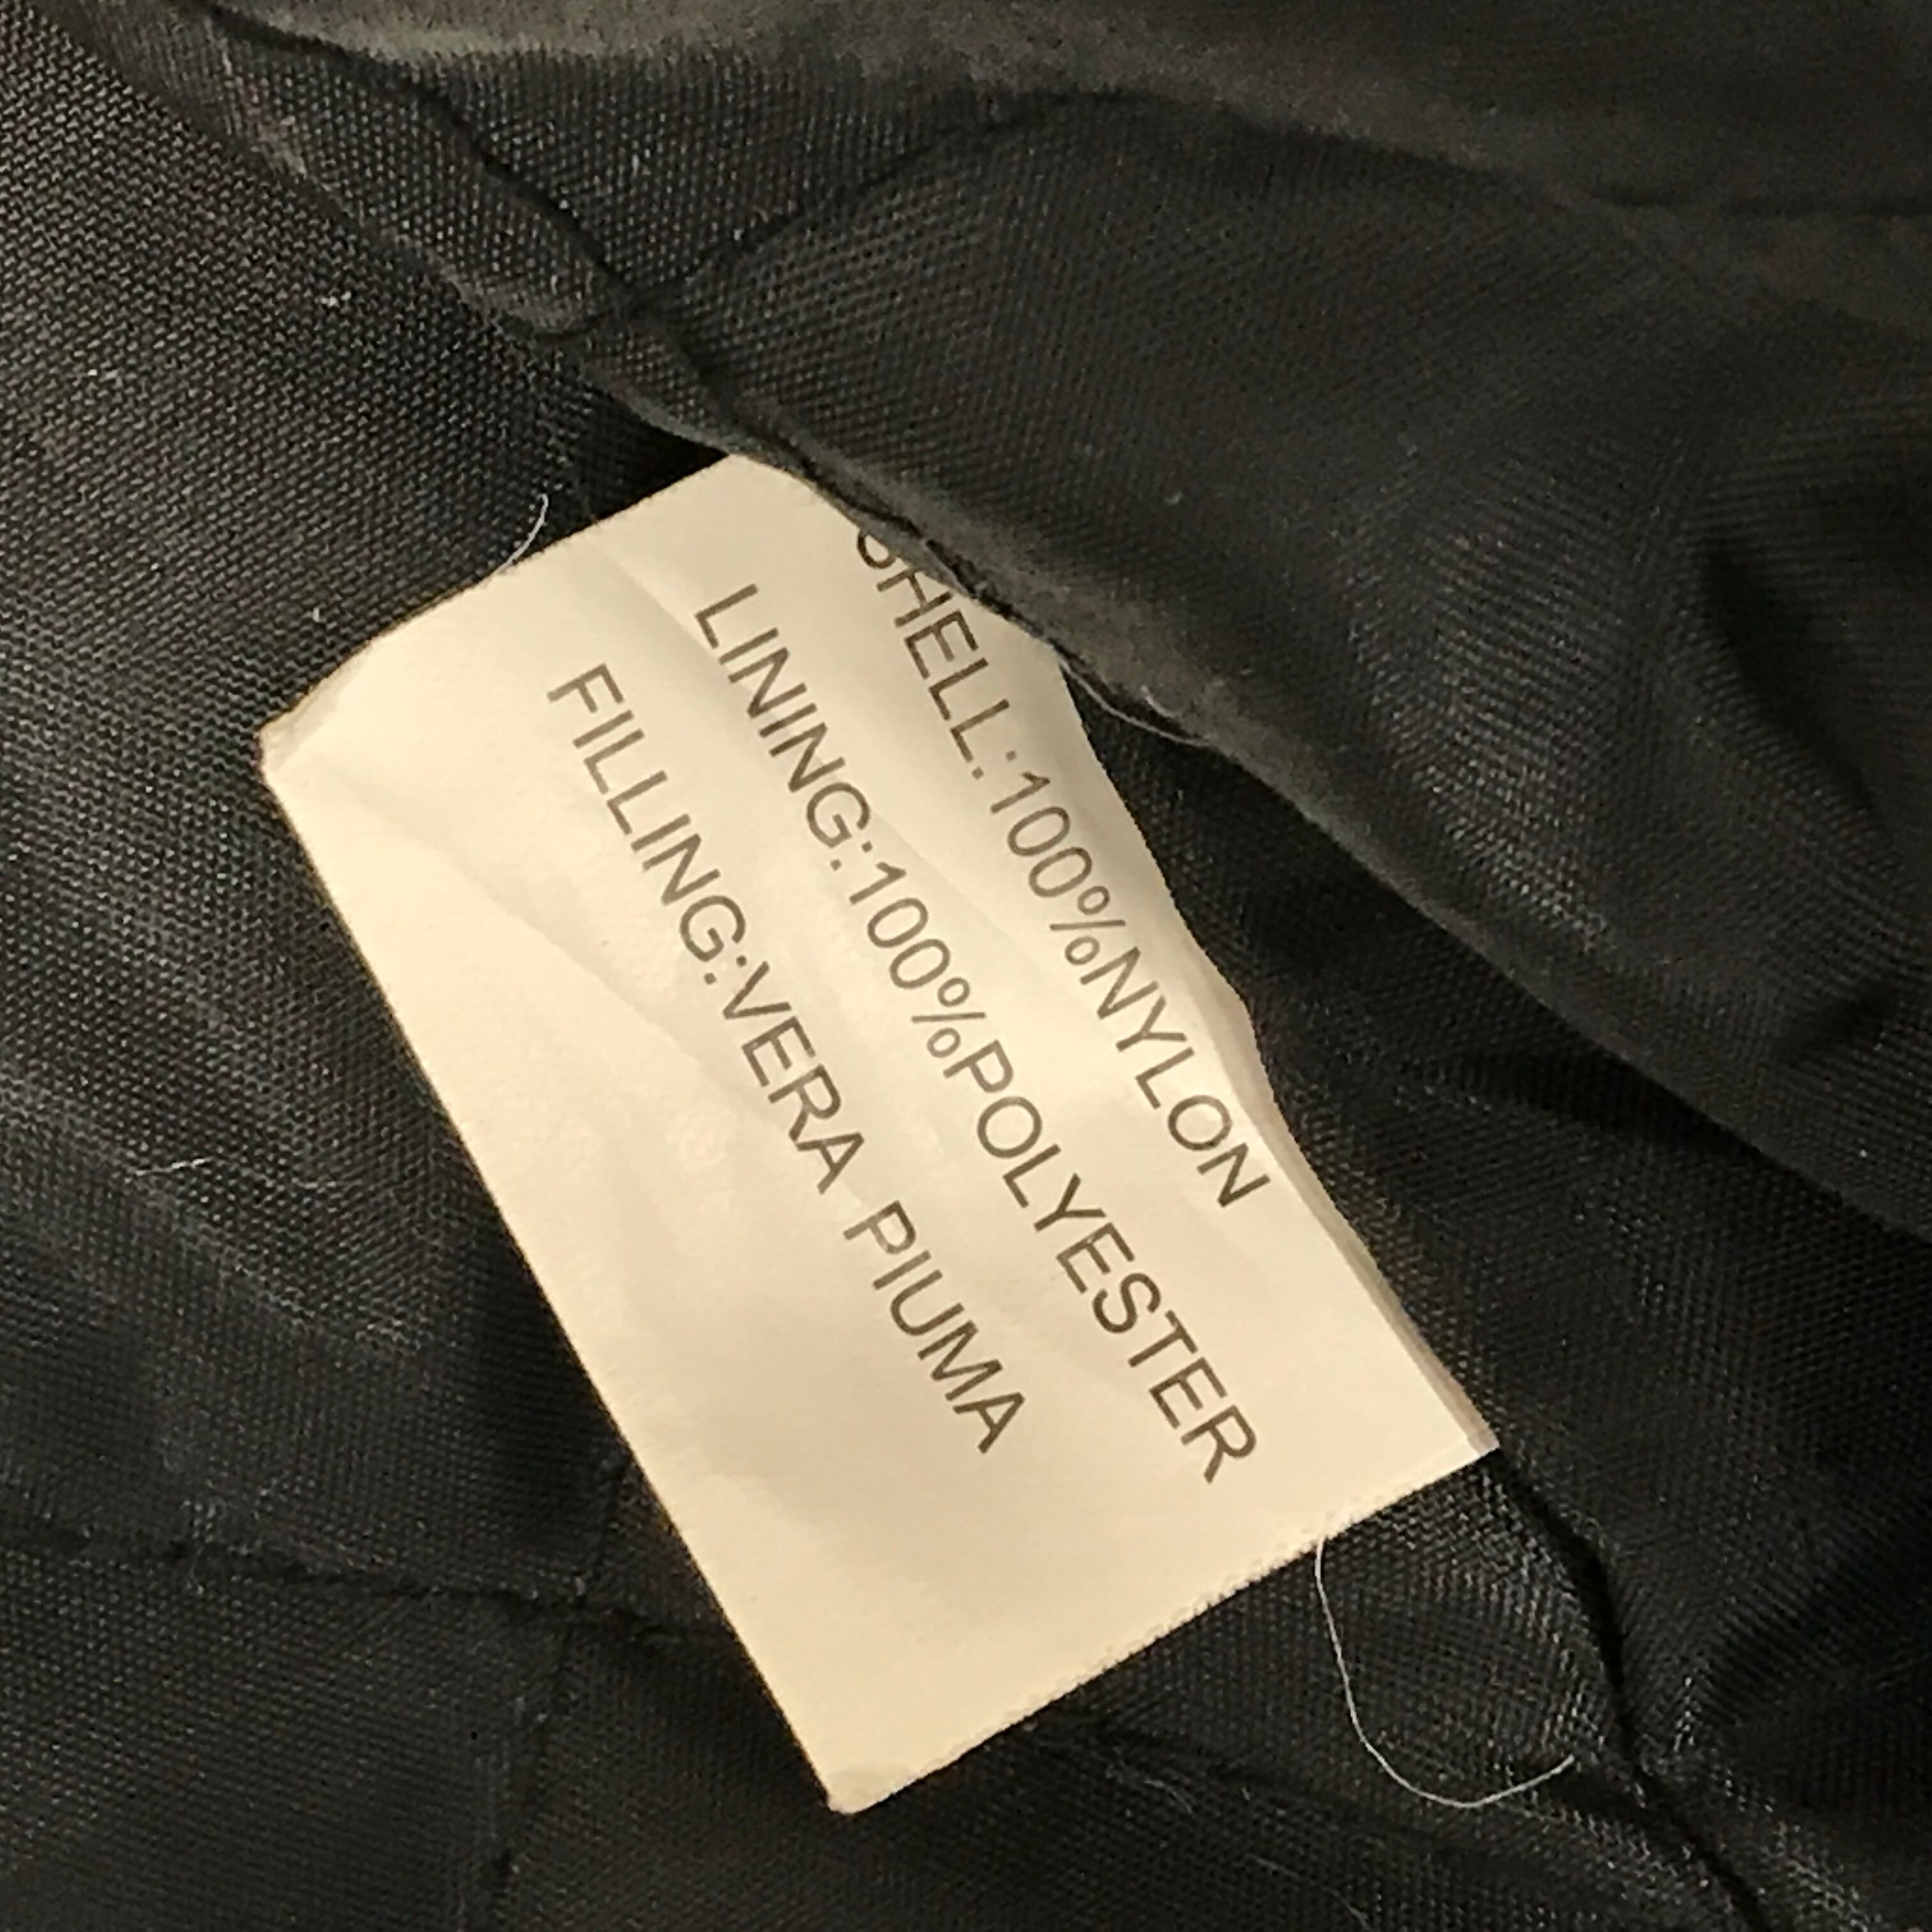 SHELL:100%NYLON
LINING:100%POLYESTER
FILLING:VERA PIUMA